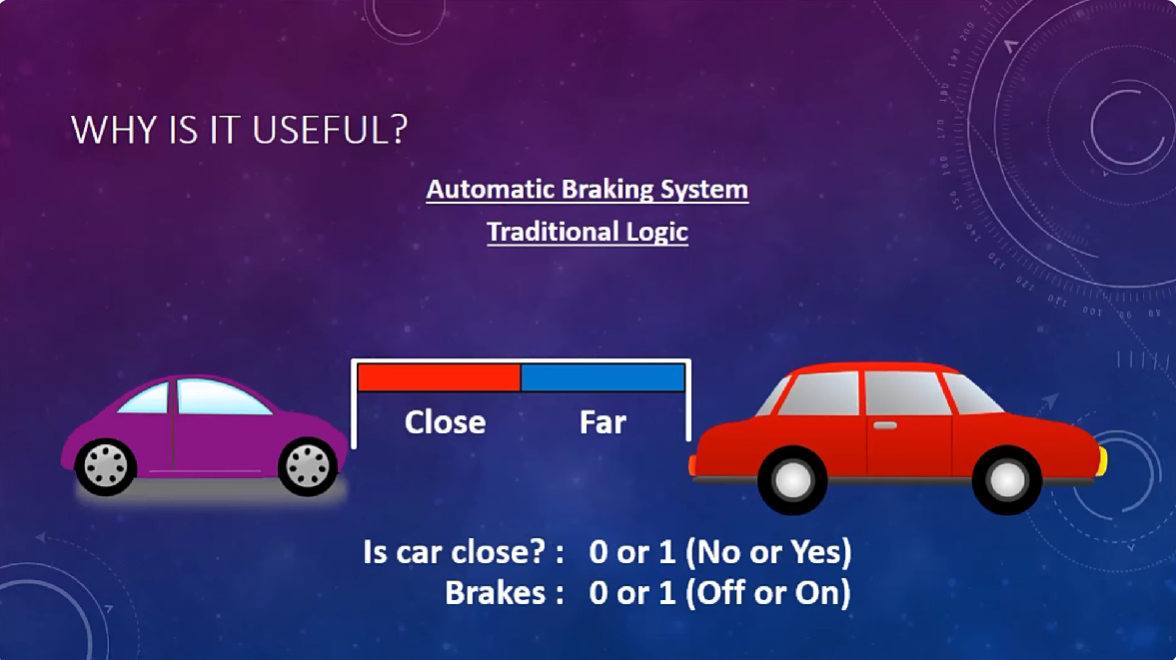 WHY IS IT USEFUL?
Automatic Braking System
Traditional Logic
Close Far
Is car close? : 0 or 1 (No or Yes)
Brakes : 0 or 1 (Off or On)